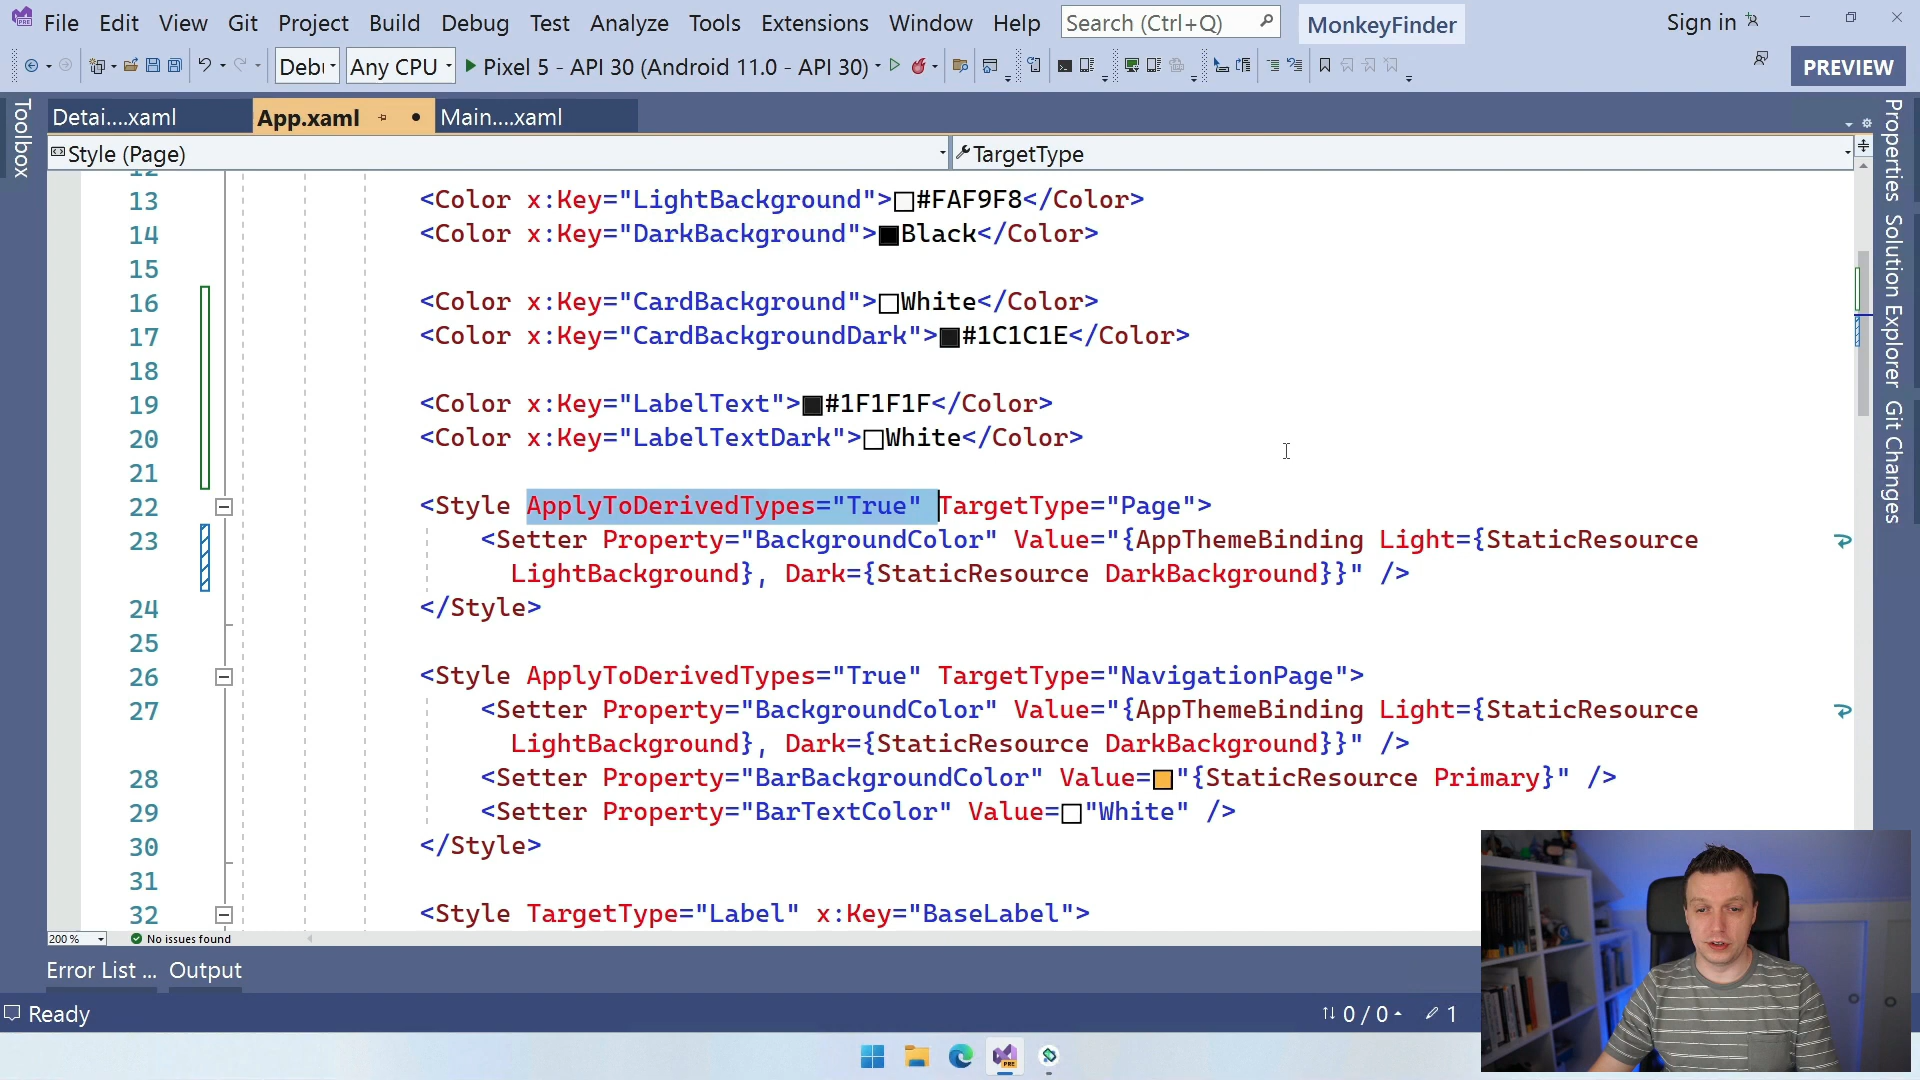 File Edit View Git Project Build Debug Test Analyze Tools Extensions Window Help Search (Ctrl+Q) MonkeyFinder Sign in
Debu Any CPU Pixel 5 - API 30 (Android 11.0 - API 30) PREVIEW
Toolbox
Detai....xaml App.xaml Main....xaml
Style (Page) TargetType
Properties
Solution Explorer
Git Changes
12
13 <Color x:Key="LightBackground">#FAF9F8</Color>
14 <Color x:Key="DarkBackground">Black</Color>
15
16 <Color x:Key="CardBackground">White</Color>
17 <Color x:Key="CardBackgroundDark">#1C1C1E</Color>
18
19 <Color x:Key="LabelText">#1F1F1F</Color>
20 <Color x:Key="LabelTextDark">White</Color>
21
22 <Style ApplyToDerivedTypes="True" TargetType="Page">
23 <Setter Property="BackgroundColor" Value="{AppThemeBinding Light={StaticResource
LightBackground}, Dark={StaticResource DarkBackground}}" />
24 </Style>
25
26 <Style ApplyToDerivedTypes="True" TargetType="NavigationPage">
27 <Setter Property="BackgroundColor" Value="{AppThemeBinding Light={StaticResource
LightBackground}, Dark={StaticResource DarkBackground}}" />
28 <Setter Property="BarBackgroundColor" Value="{StaticResource Primary}" />
29 <Setter Property="BarTextColor" Value="White" />
30 </Style>
31
32 <Style TargetType="Label" x:Key="BaseLabel">
200 % No issues found
Error List ... Output
Ready 0 / 0 1
PRE